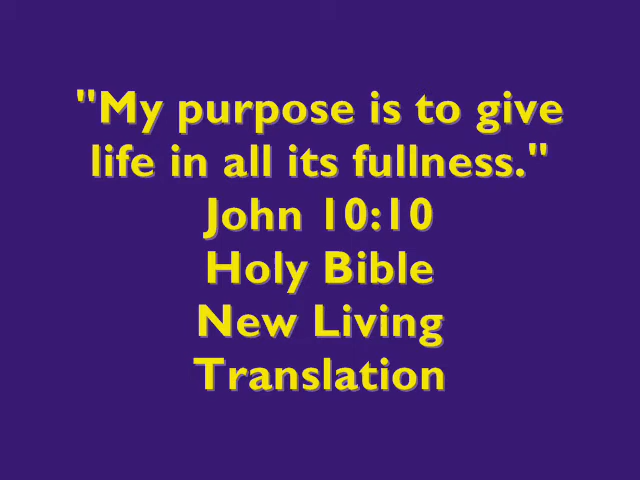 "My purpose is to give
life in all its fullness."
John 10:10
Holy Bible
New Living
Translation